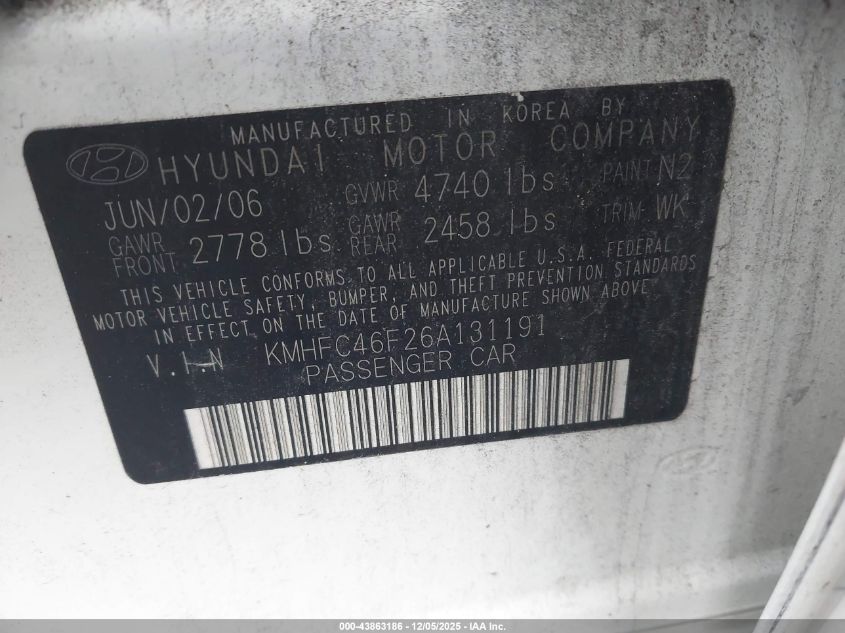 MANUFACTURED IN KOREA BY
HYUNDAI MOTOR COMPANY
JUN/02/06 GVWR 4740 lbs PAINT N2
GAWR FRONT 2778 lbs GAWR REAR 2458 lbs TRIM WK
THIS VEHICLE CONFORMS TO ALL APPLICABLE U.S.A. FEDERAL
MOTOR VEHICLE SAFETY, BUMPER, AND THEFT PREVENTION STANDARDS
IN EFFECT ON THE DATE OF MANUFACTURE SHOWN ABOVE
V.I.N KMHFC46F26A131191
PASSENGER CAR
000-43863186 - 12/05/2025 - IAA Inc.